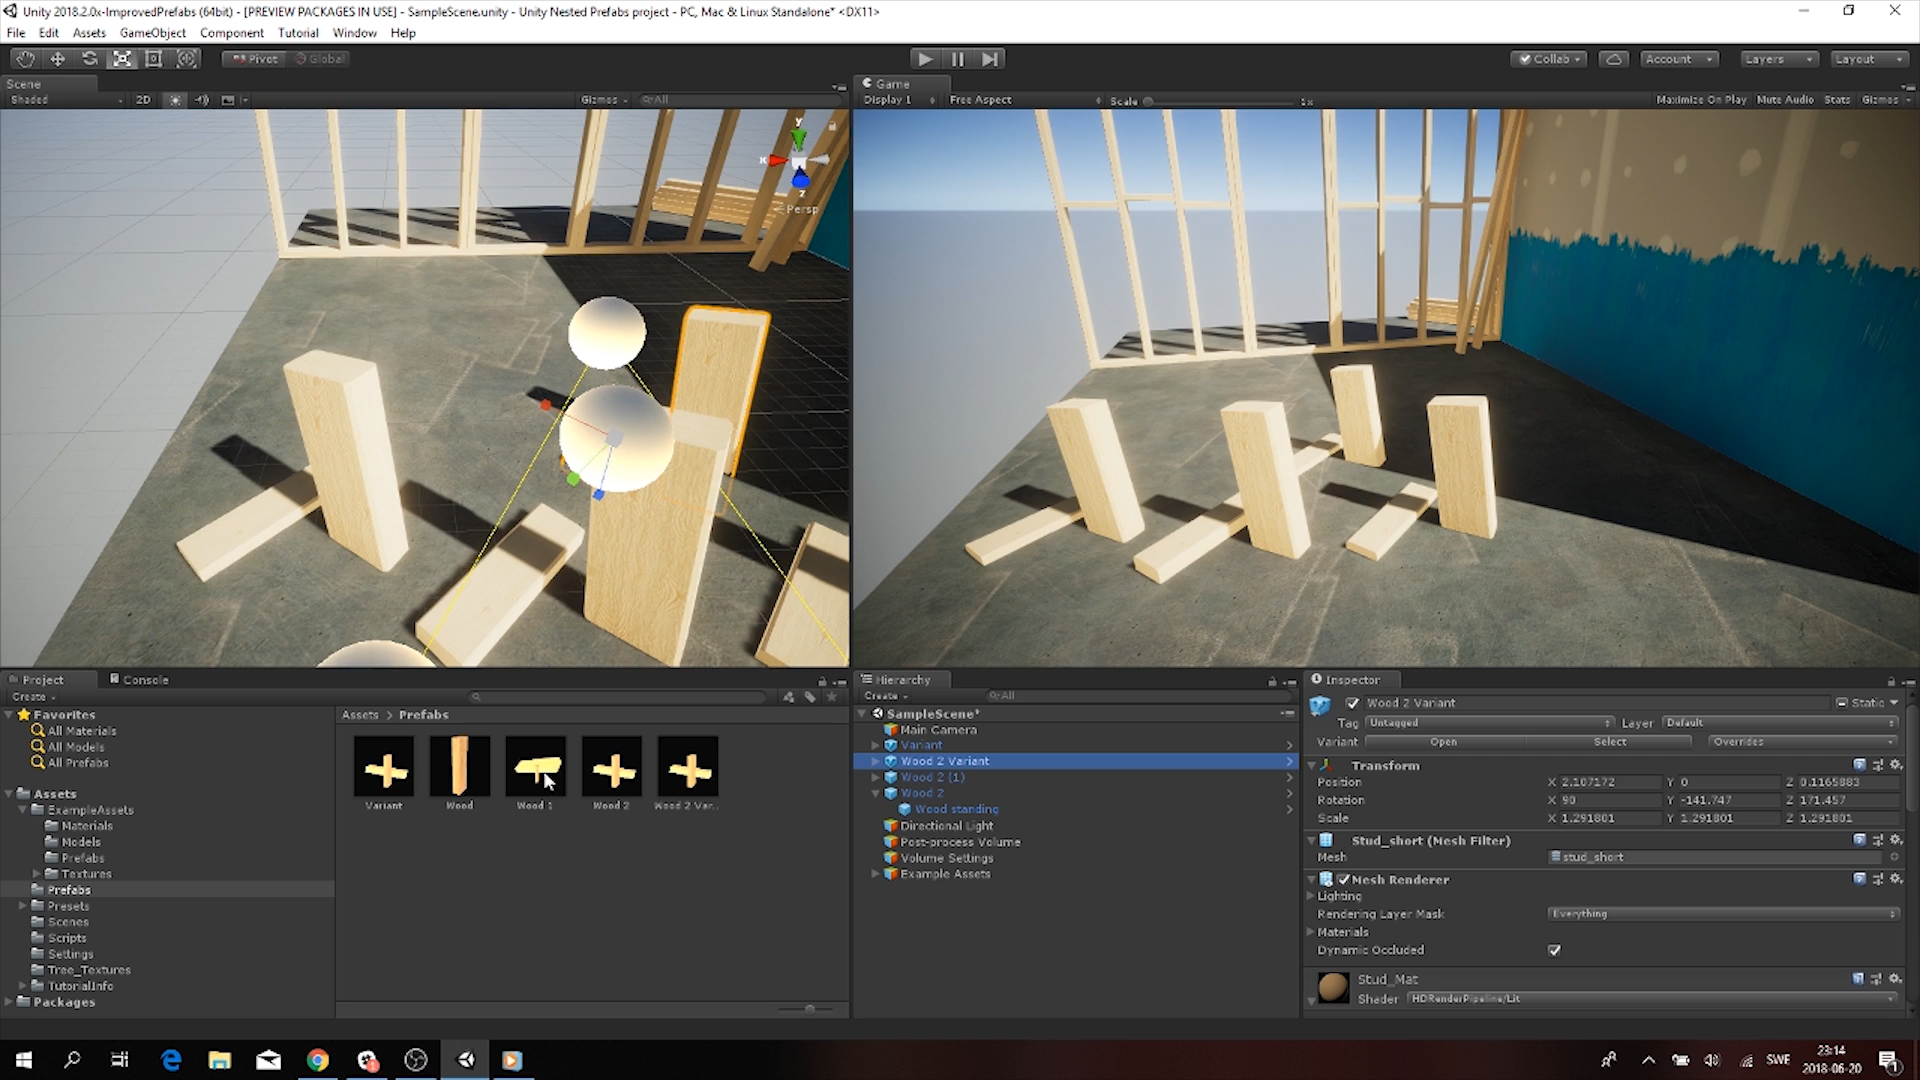 Unity 2018.2.0x-ImprovedPrefabs (64bit) - [PREVIEW PACKAGES IN USE] - SampleScene.unity - Unity Nested Prefabs project - PC, Mac & Linux Standalone* <DX11>
File Edit Assets GameObject Component Tutorial Window Help
Pivot Global Collab Account Layers Layout
Scene
Shaded 2D Gizmos All
Game
Display 1 Free Aspect Scale 1x Maximize On Play Mute Audio Stats Gizmos
y
x
z
Persp
Project Console
Create
Favorites
All Materials
All Models
All Prefabs
Assets
ExampleAssets
Materials
Models
Prefabs
Textures
Prefabs
Presets
Scenes
Scripts
Settings
Tree_Textures
TutorialInfo
Packages
Assets > Prefabs
Variant Wood Wood 1 Wood 2 Wood 2 Var..
Hierarchy
Create All
SampleScene*
Main Camera
Variant
Wood 2 Variant
Wood 2 (1)
Wood 2
Wood standing
Directional Light
Post-process Volume
Volume Settings
Example Assets
Inspector
Wood 2 Variant Static
Tag Untagged Layer Default
Variant Open Select Overrides
Transform
Position X 2.107172 Y 0 Z 0.1165883
Rotation X 90 Y -141.747 Z 171.457
Scale X 1.291801 Y 1.291801 Z 1.291801
Stud_short (Mesh Filter)
Mesh stud_short
Mesh Renderer
Lighting
Rendering Layer Mask Everything
Materials
Dynamic Occluded
Stud_Mat
Shader HDRenderPipeline/Lit
SWE
23:14
2018-06-20
1